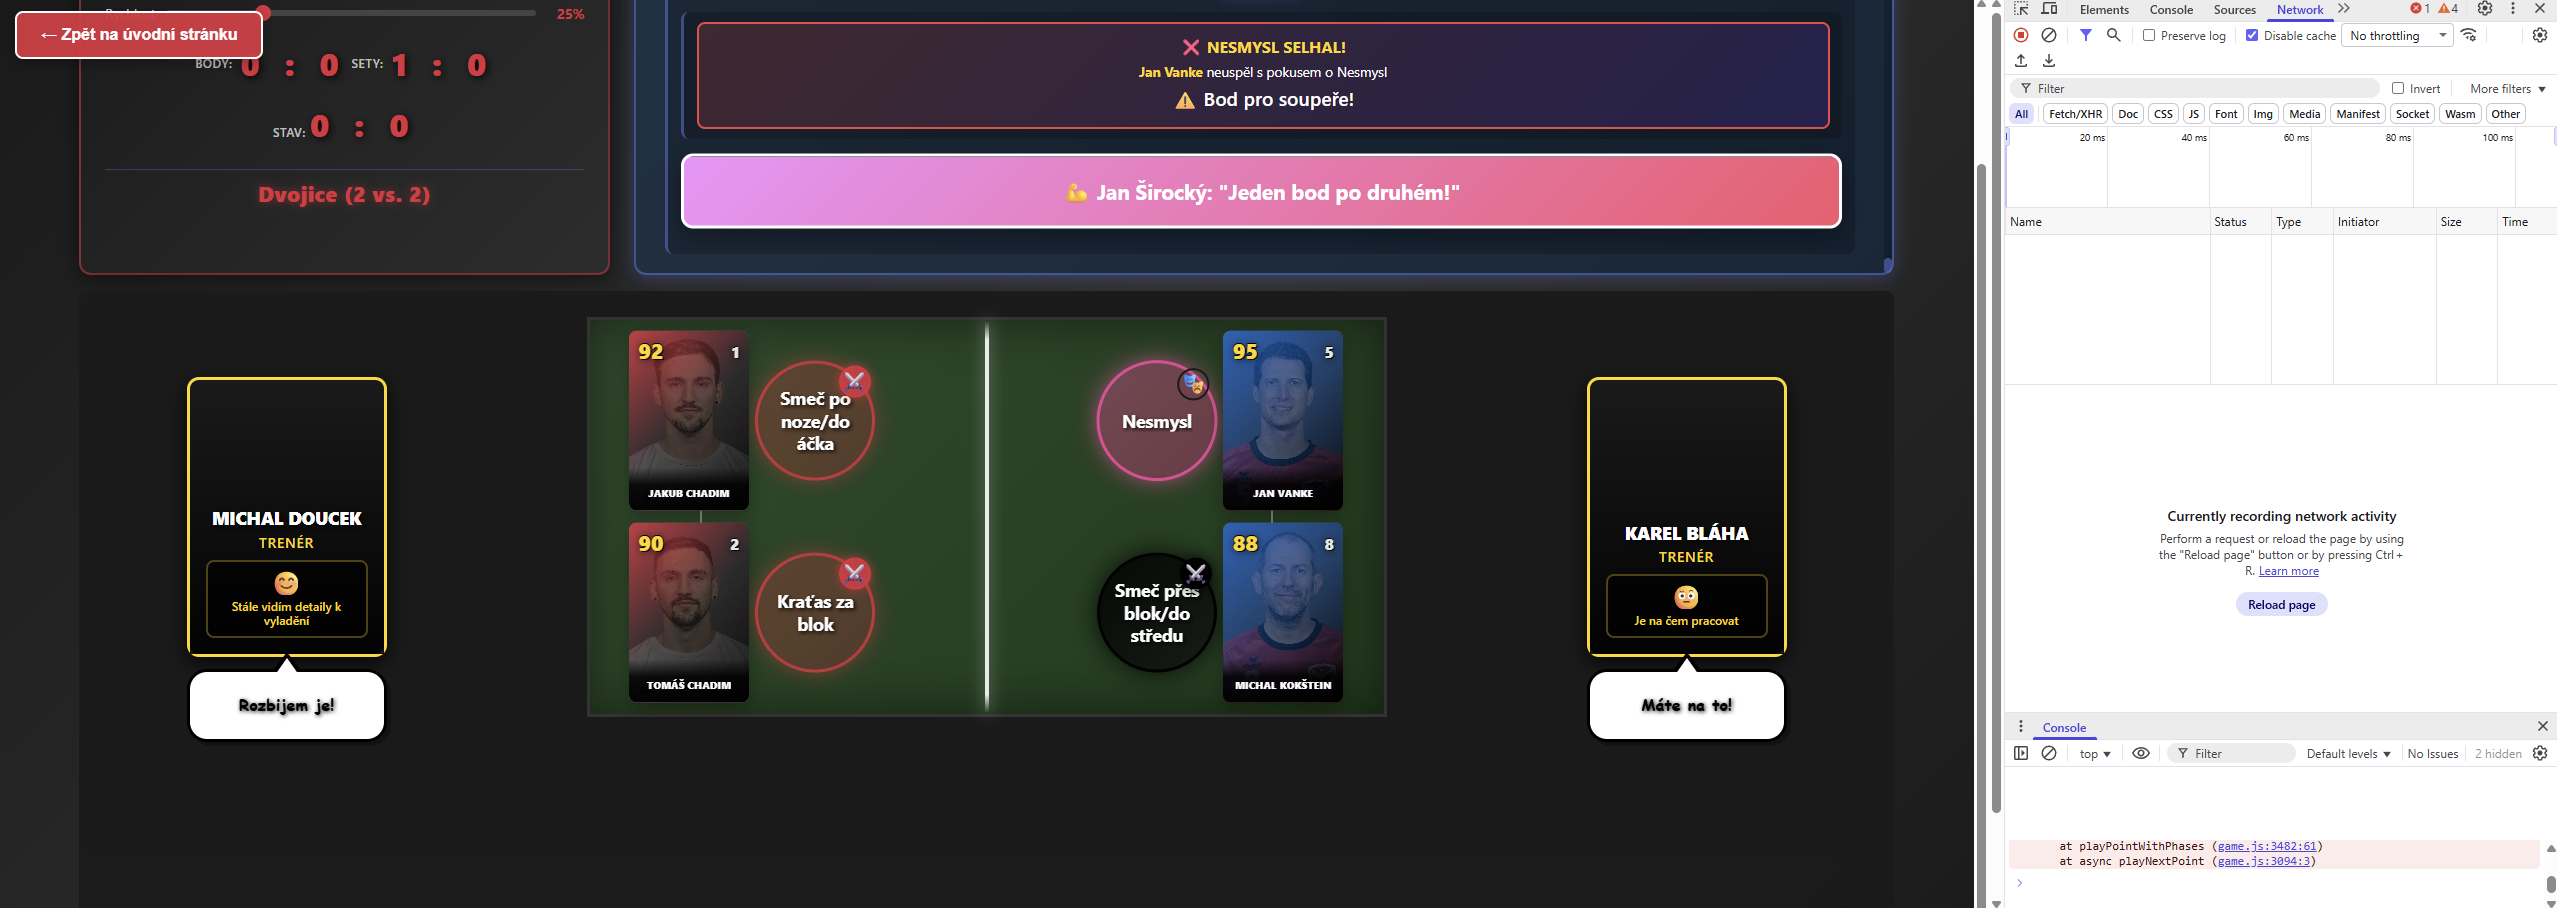 ← Zpět na úvodní stránku
25%
BODY: 0 : 0 SETY: 1 : 0
STAV: 0 : 0
Dvojice (2 vs. 2)
❌ NESMYSL SELHAL!
Jan Vanke neuspěl s pokusem o Nesmysl
⚠️ Bod pro soupeře!
💪 Jan Širocký: "Jeden bod po druhém!"
MICHAL DOUCEK
TRENÉR
Stále vidím detaily k
vyladění
Rozbijem je!
92 1
JAKUB CHADIM
Smeč po
noze/do
áčka
90 2
TOMÁŠ CHADIM
Kraťas za
blok
Nesmysl
95 5
JAN VANKE
Smeč přes
blok/do
středu
88 8
MICHAL KOKŠTEIN
KAREL BLÁHA
TRENÉR
Je na čem pracovat
Máte na to!
Elements Console Sources Network 1 4
Preserve log Disable cache No throttling
Filter Invert More filters
All Fetch/XHR Doc CSS JS Font Img Media Manifest Socket Wasm Other
20 ms 40 ms 60 ms 80 ms 100 ms
Name Status Type Initiator Size Time
Currently recording network activity
Perform a request or reload the page by using
the "Reload page" button or by pressing Ctrl +
R. Learn more
Reload page
Console
top Filter Default levels No Issues 2 hidden
at playPointWithPhases (game.js:3482:61)
at async playNextPoint (game.js:3094:3)